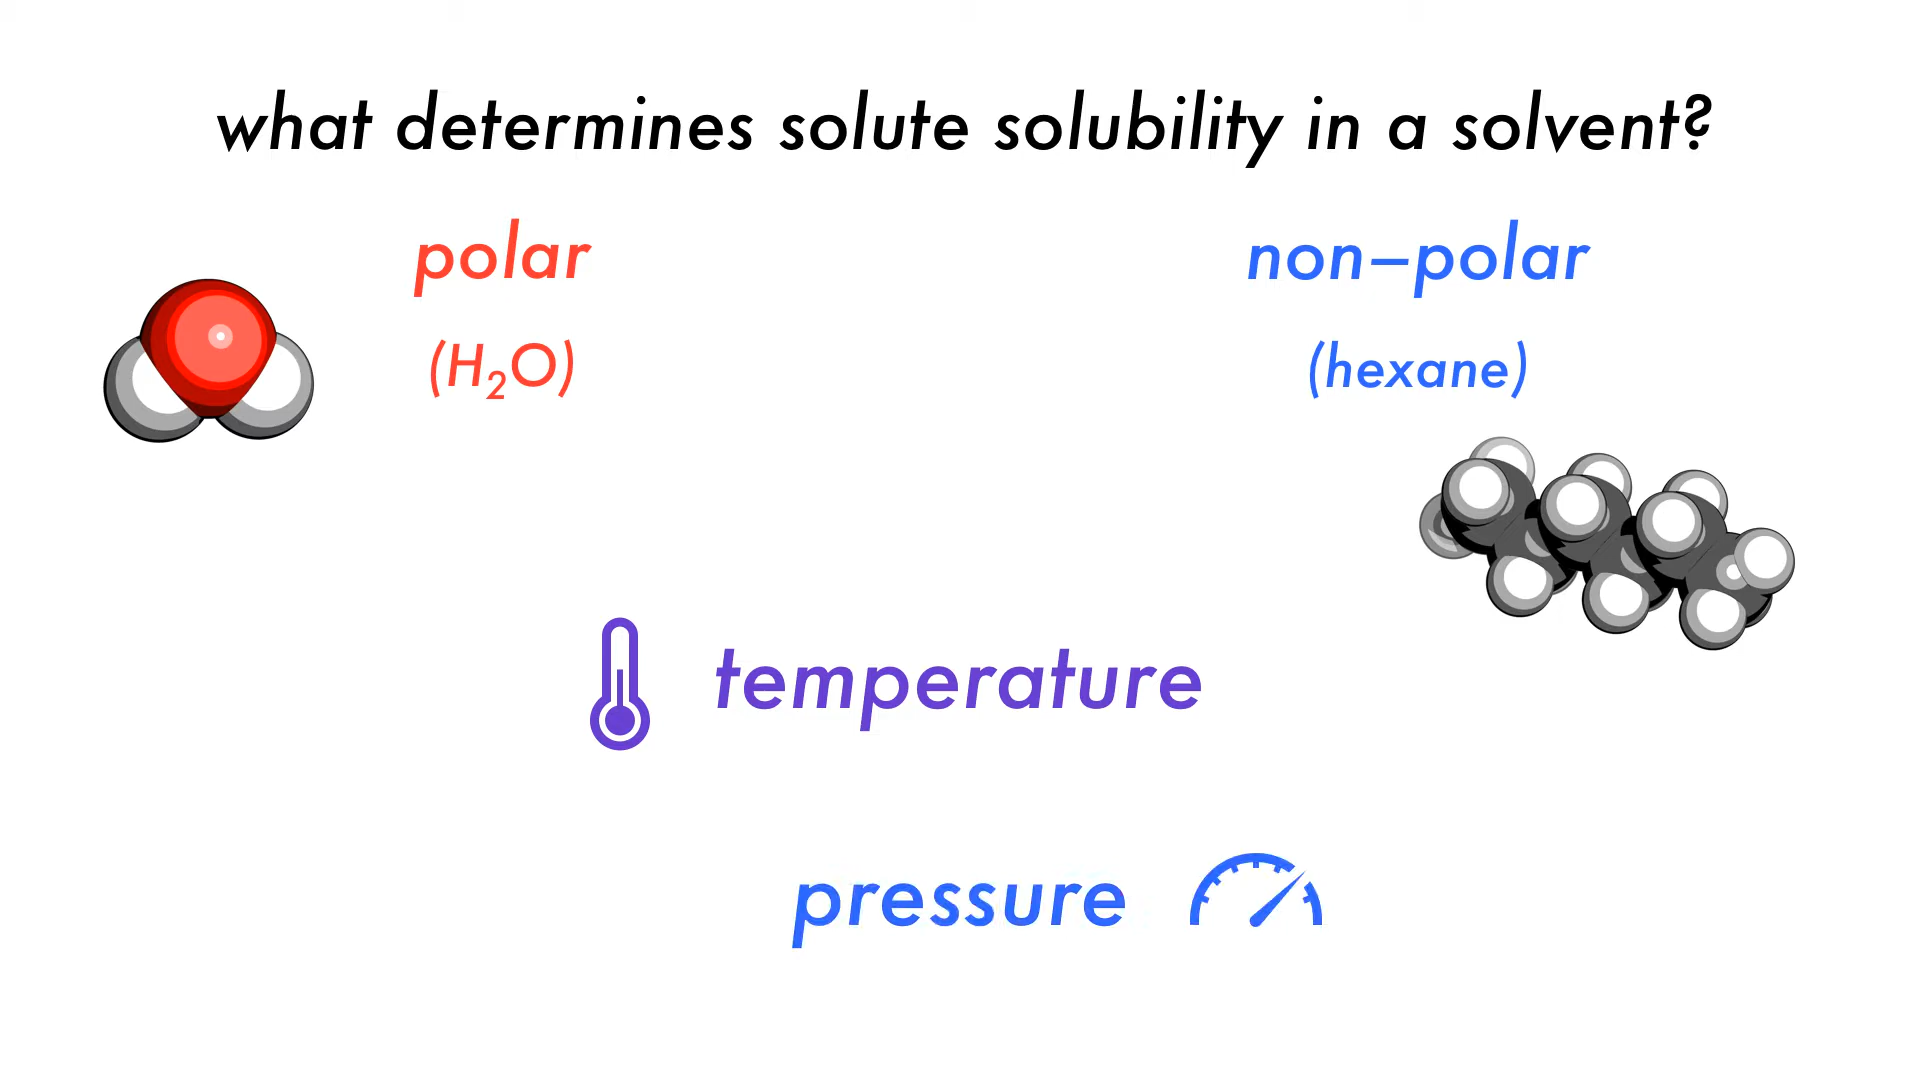 what determines solute solubility in a solvent?
polar
non–polar
(H₂O)
(hexane)
temperature
pressure